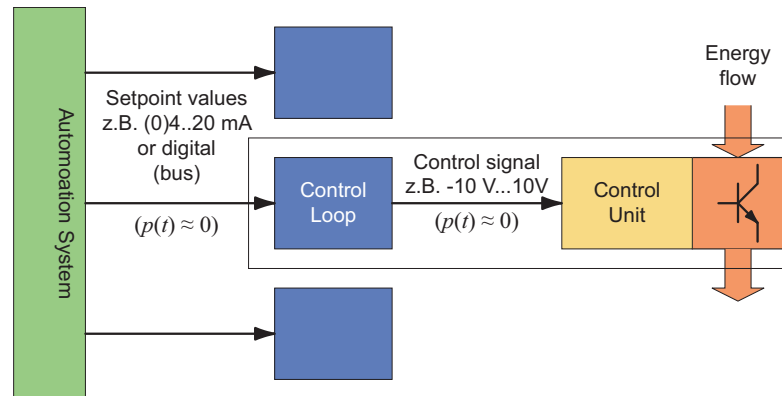 Automoation System
Setpoint values
z.B. (0)4..20 mA
or digital
(bus)
(p(t) ≈ 0)
Control
Loop
Control signal
z.B. -10 V...10V
(p(t) ≈ 0)
Control
Unit
Energy
flow